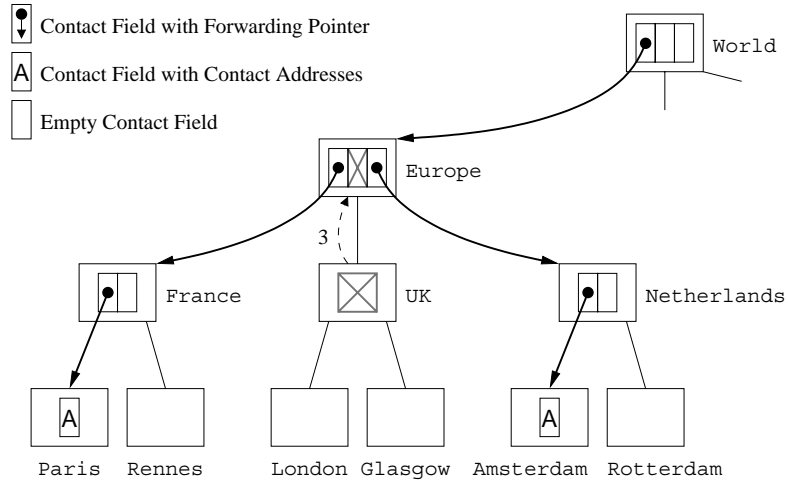 Contact Field with Forwarding Pointer
A Contact Field with Contact Addresses
Empty Contact Field
World
Europe
3
France
UK
Netherlands
A
A
Paris Rennes London Glasgow Amsterdam Rotterdam